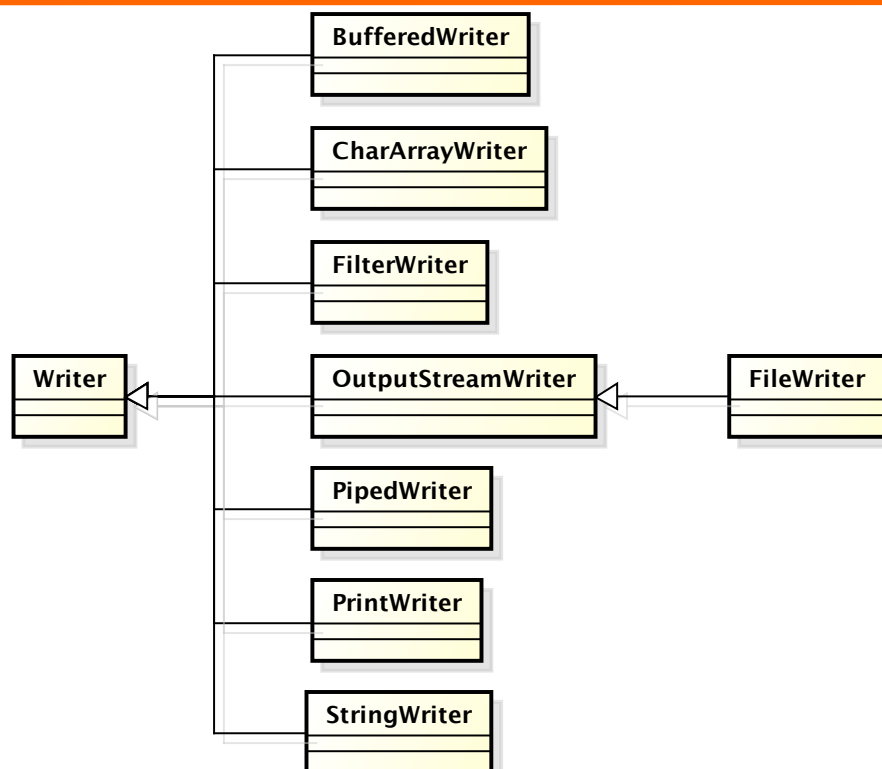 BufferedWriter
CharArrayWriter
FilterWriter
Writer
OutputStreamWriter
FileWriter
PipedWriter
PrintWriter
StringWriter